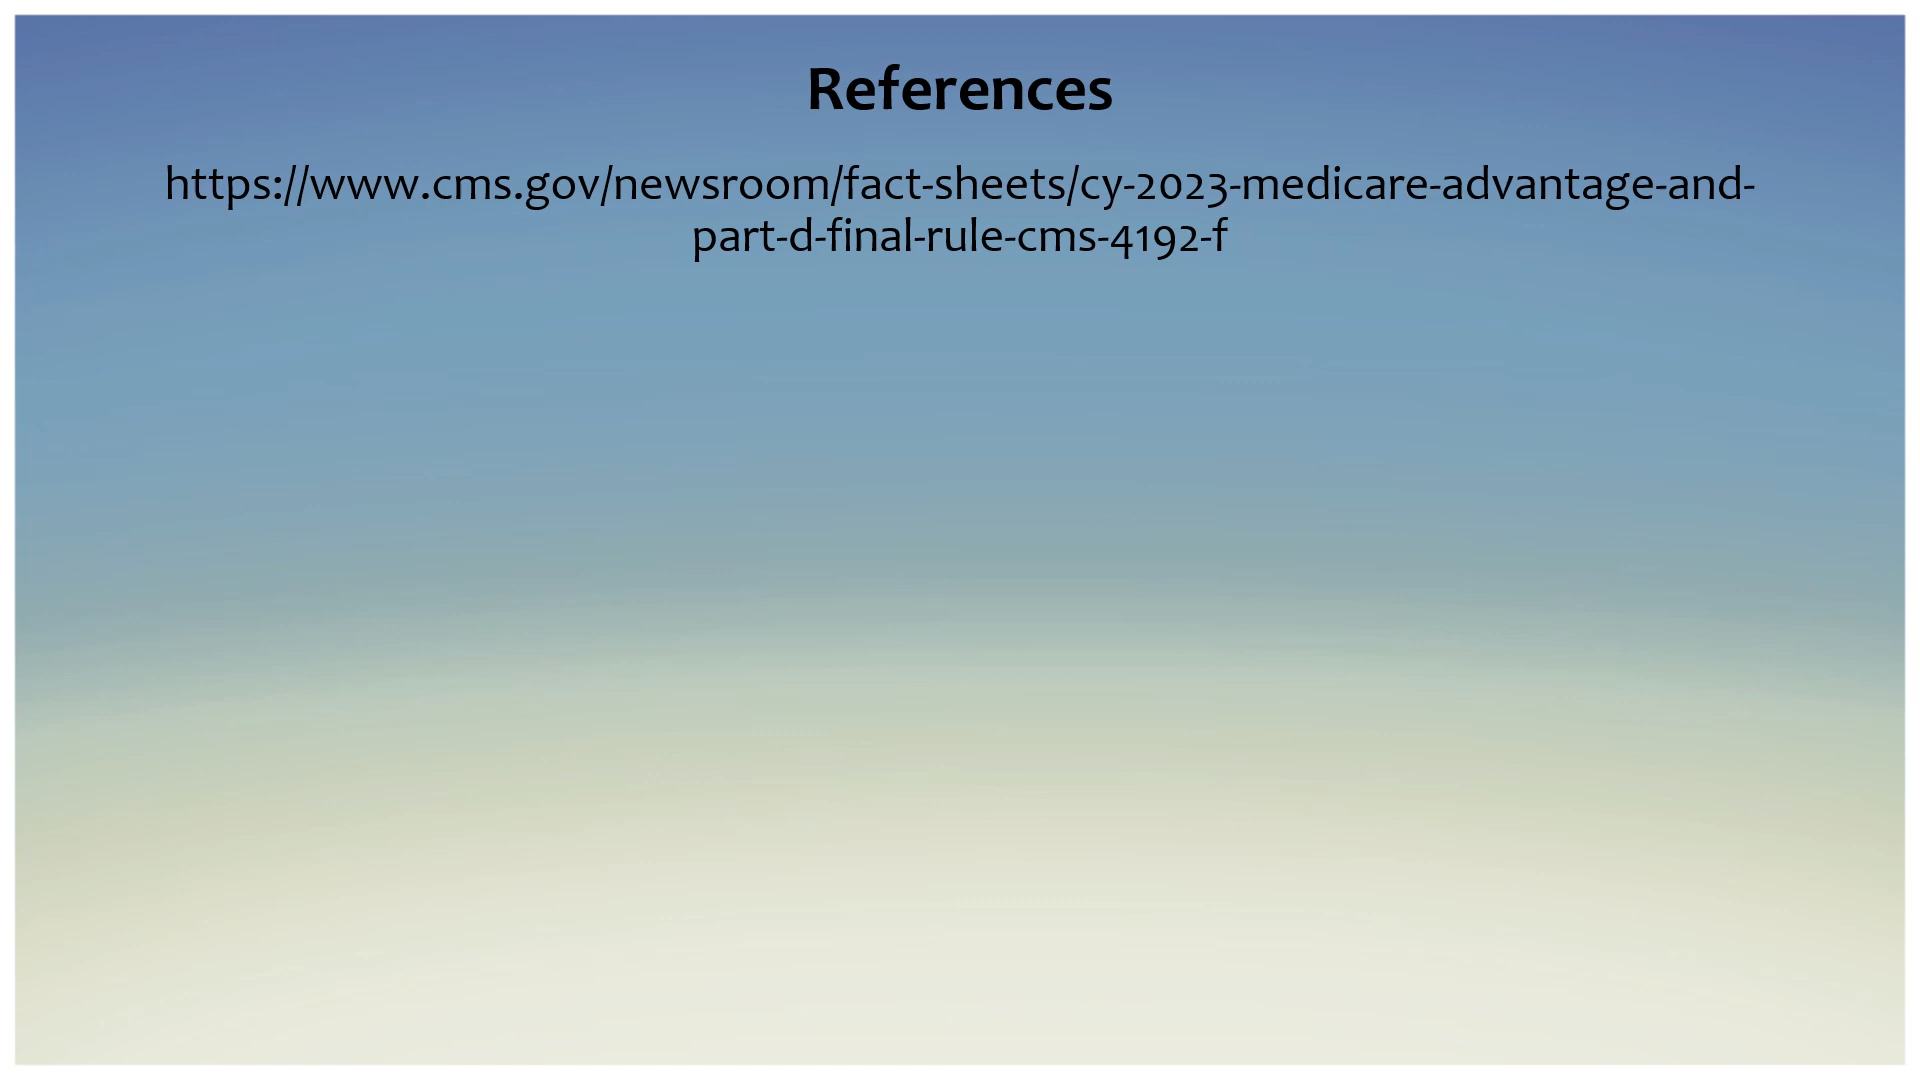 References
https://www.cms.gov/newsroom/fact-sheets/cy-2023-medicare-advantage-and-
part-d-final-rule-cms-4192-f